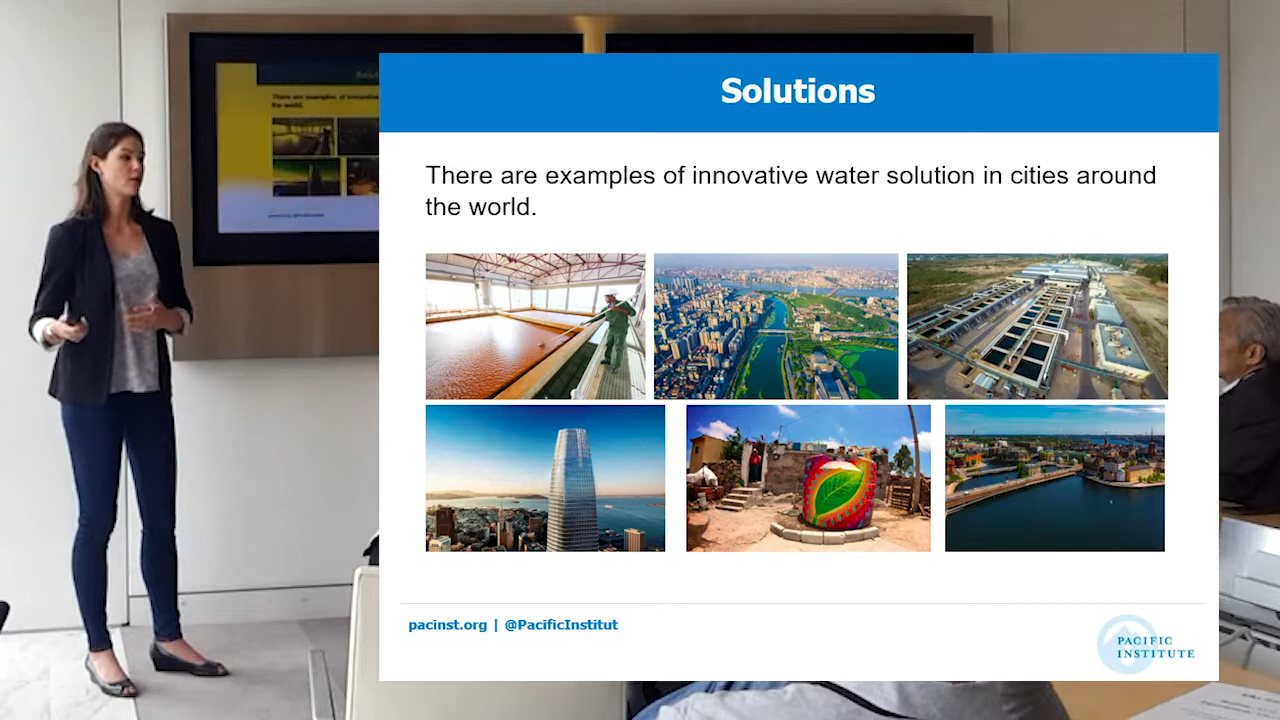 Solutions
There are examples of innovative water solution in cities around
the world.
pacinst.org | @PacificInstitut
PACIFIC
INSTITUTE